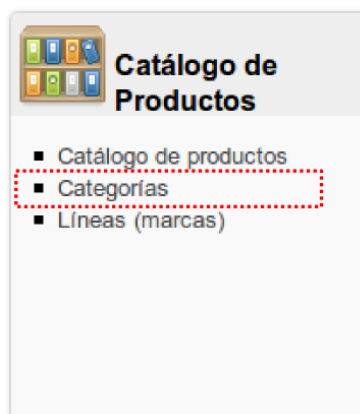 Catálogo de
Productos
Catálogo de productos
Categorías
Líneas (marcas)